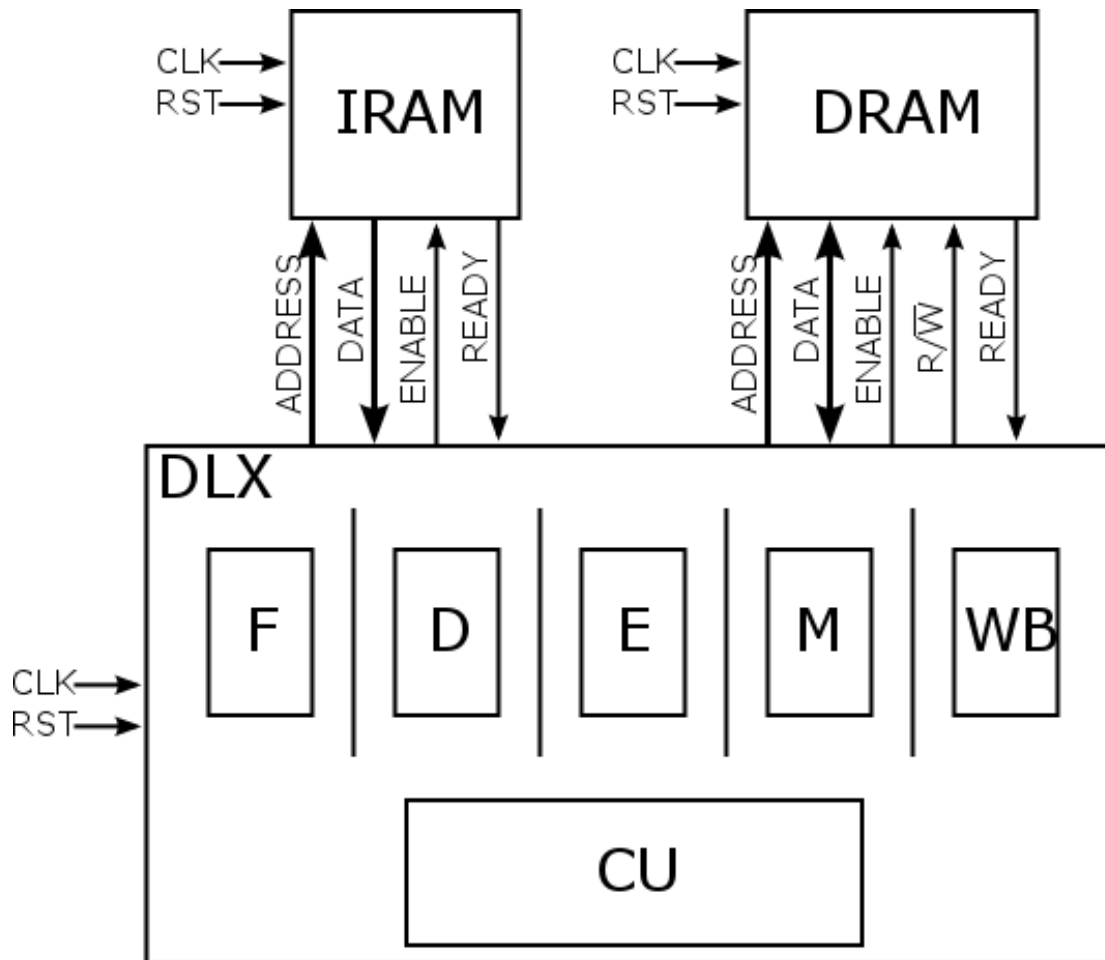 CLK
RST
IRAM
CLK
RST
DRAM
ADDRESS
DATA
ENABLE
READY
ADDRESS
DATA
ENABLE
R/W̅
READY
DLX
F
D
E
M
WB
CLK
RST
CU